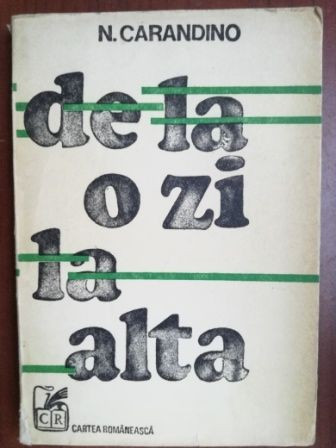 N. CARANDINO
de la
o zi
la
alta
CR
CARTEA ROMÂNEASCĂ